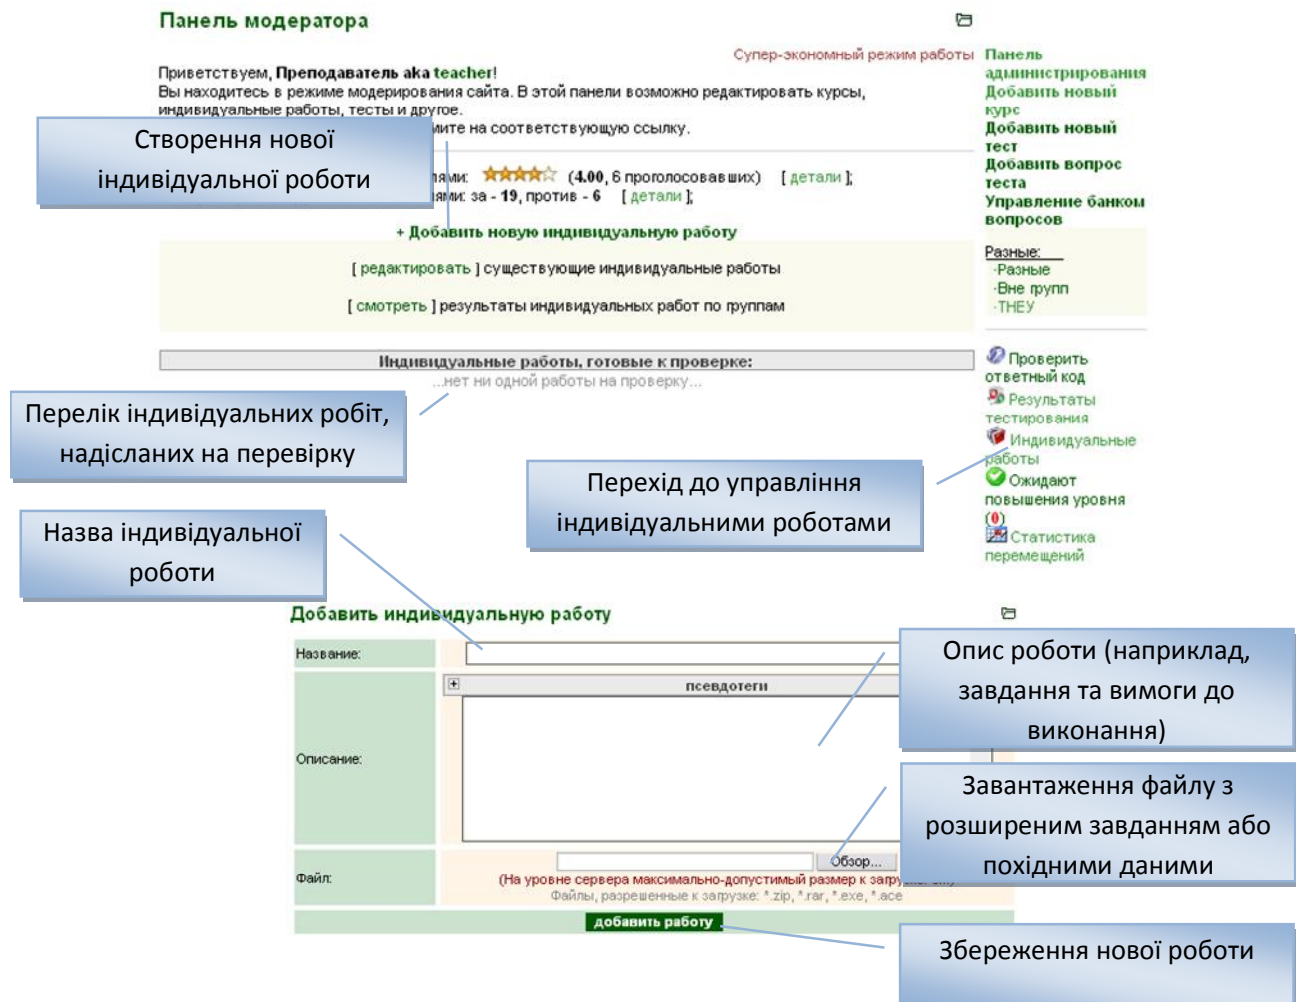 Панель модератора
Супер-экономный режим работы
Приветствуем, Преподаватель aka teacher!
Вы находитесь в режиме модерирования сайта. В этой панели возможно редактировать курсы,
индивидуальные работы, тесты и другое.
на соответствующую ссылку.
Створення нової
індивідуальної роботи
(4.00, 6 проголосовавших) [ детали ];
за - 19, против - 6 [ детали ];
+ Добавить новую индивидуальную работу
[ редактировать ] существующие индивидуальные работы
[ смотреть ] результаты индивидуальных работ по группам
Индивидуальные работы, готовые к проверке:
...нет ни одной работы на проверку...
Панель
администрирования
Добавить новый
курс
Добавить новый
тест
Добавить вопрос
теста
Управление банком
вопросов
Разные:
·Разные
·Вне групп
·ТНЕУ
Проверить
ответный код
Результаты
тестирования
Индивидуальные
работы
Ожидают
повышения уровня
(0)
Статистика
перемещений
Перелік індивідуальних робіт,
надісланих на перевірку
Перехід до управління
індивідуальними роботами
Назва індивідуальної
роботи
Добавить индивидуальную работу
Название:
псевдотеги
Описание:
Опис роботи (наприклад,
завдання та вимоги до
виконання)
Завантаження файлу з
розширеним завданням або
похідними даними
Файл:
Обзор...
(На уровне сервера максимально-допустимый размер к
Файлы, разрешенные к загрузке: *.zip, *.rar, *.exe, *.ace
добавить работу
Збереження нової роботи